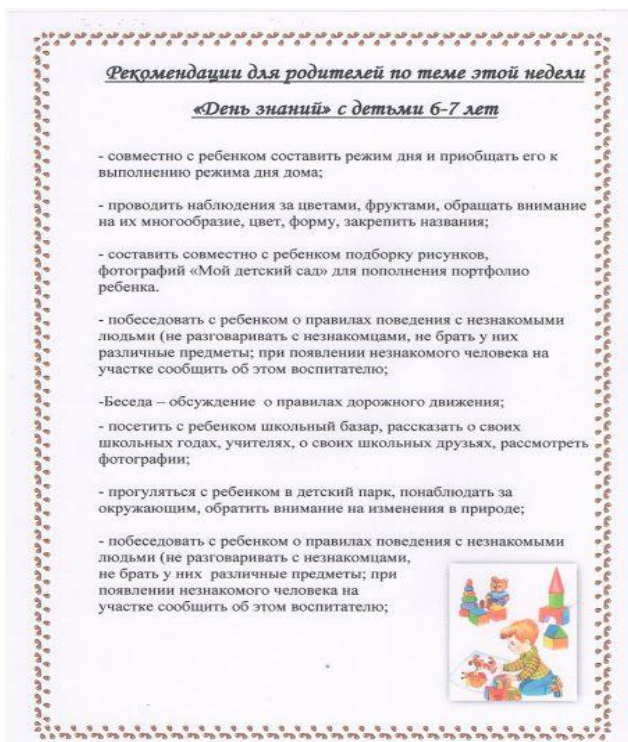 Рекомендации для родителей по теме этой недели
«День знаний» с детьми 6-7 лет
- совместно с ребенком составить режим дня и приобщать его к
выполнению режима дня дома;
- проводить наблюдения за цветами, фруктами, обращать внимание
на их многообразие, цвет, форму, закрепить названия;
- составить совместно с ребенком подборку рисунков,
фотографий «Мой детский сад» для пополнения портфолио
ребенка.
- побеседовать с ребенком о правилах поведения с незнакомыми
людьми (не разговаривать с незнакомцами, не брать у них
различные предметы; при появлении незнакомого человека на
участке сообщить об этом воспитателю;
-Беседа – обсуждение о правилах дорожного движения;
- посетить с ребенком школьный базар, рассказать о своих
школьных годах, учителях, о своих школьных друзьях, рассмотреть
фотографии;
- прогуляться с ребенком в детский парк, понаблюдать за
окружающим, обратить внимание на изменения в природе;
- побеседовать с ребенком о правилах поведения с незнакомыми
людьми (не разговаривать с незнакомцами,
не брать у них различные предметы; при
появлении незнакомого человека на
участке сообщить об этом воспитателю;